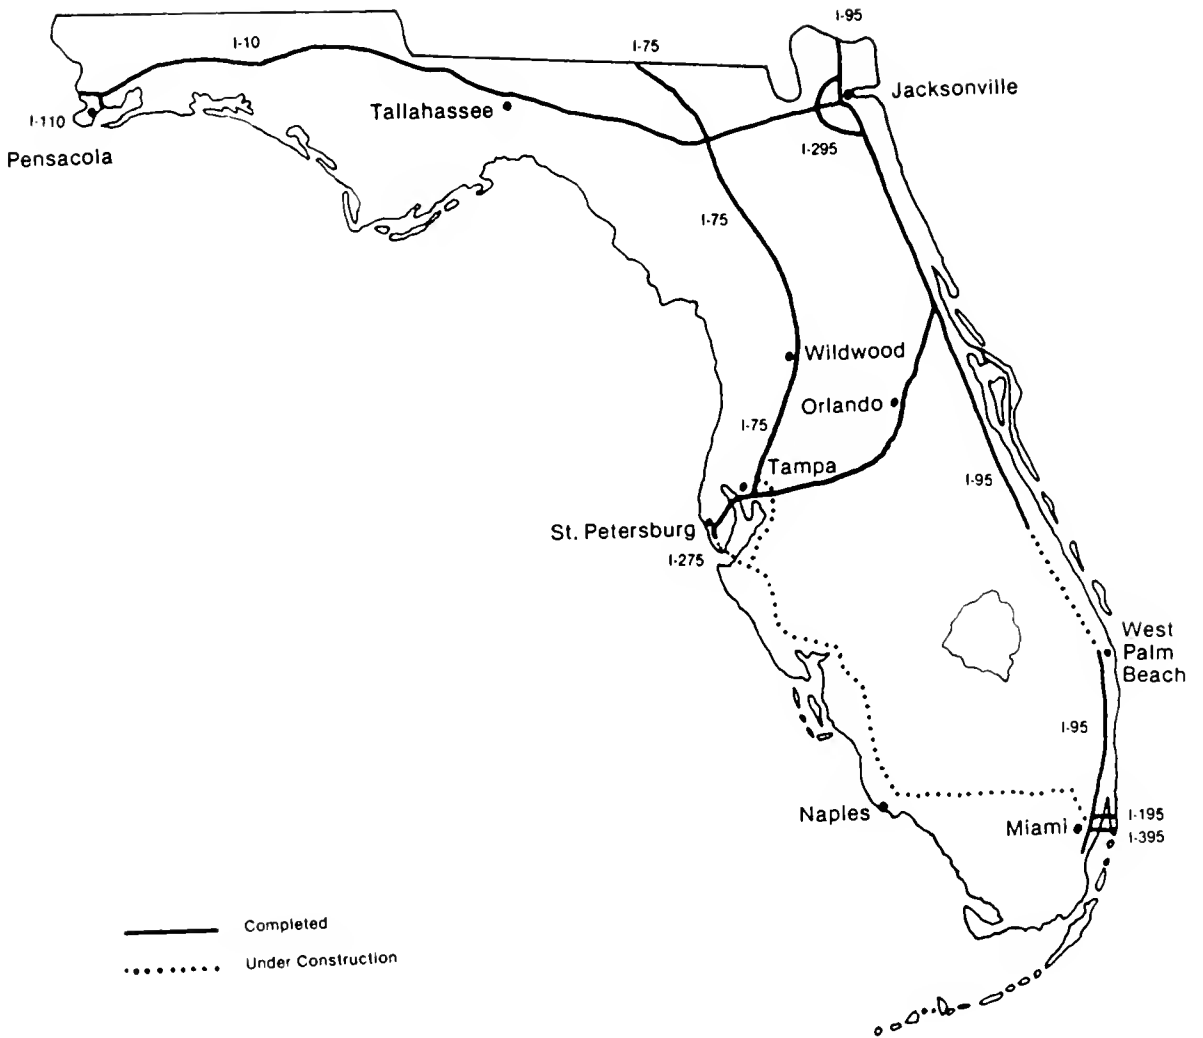 I-95
I-10
I-75
Jacksonville
Tallahassee
I-110
I-295
Pensacola
I-75
Wildwood
Orlando
I-75
Tampa
I-95
St. Petersburg
I-275
West
Palm
Beach
I-95
Naples
Miami
I-195
I-395
Completed
Under Construction